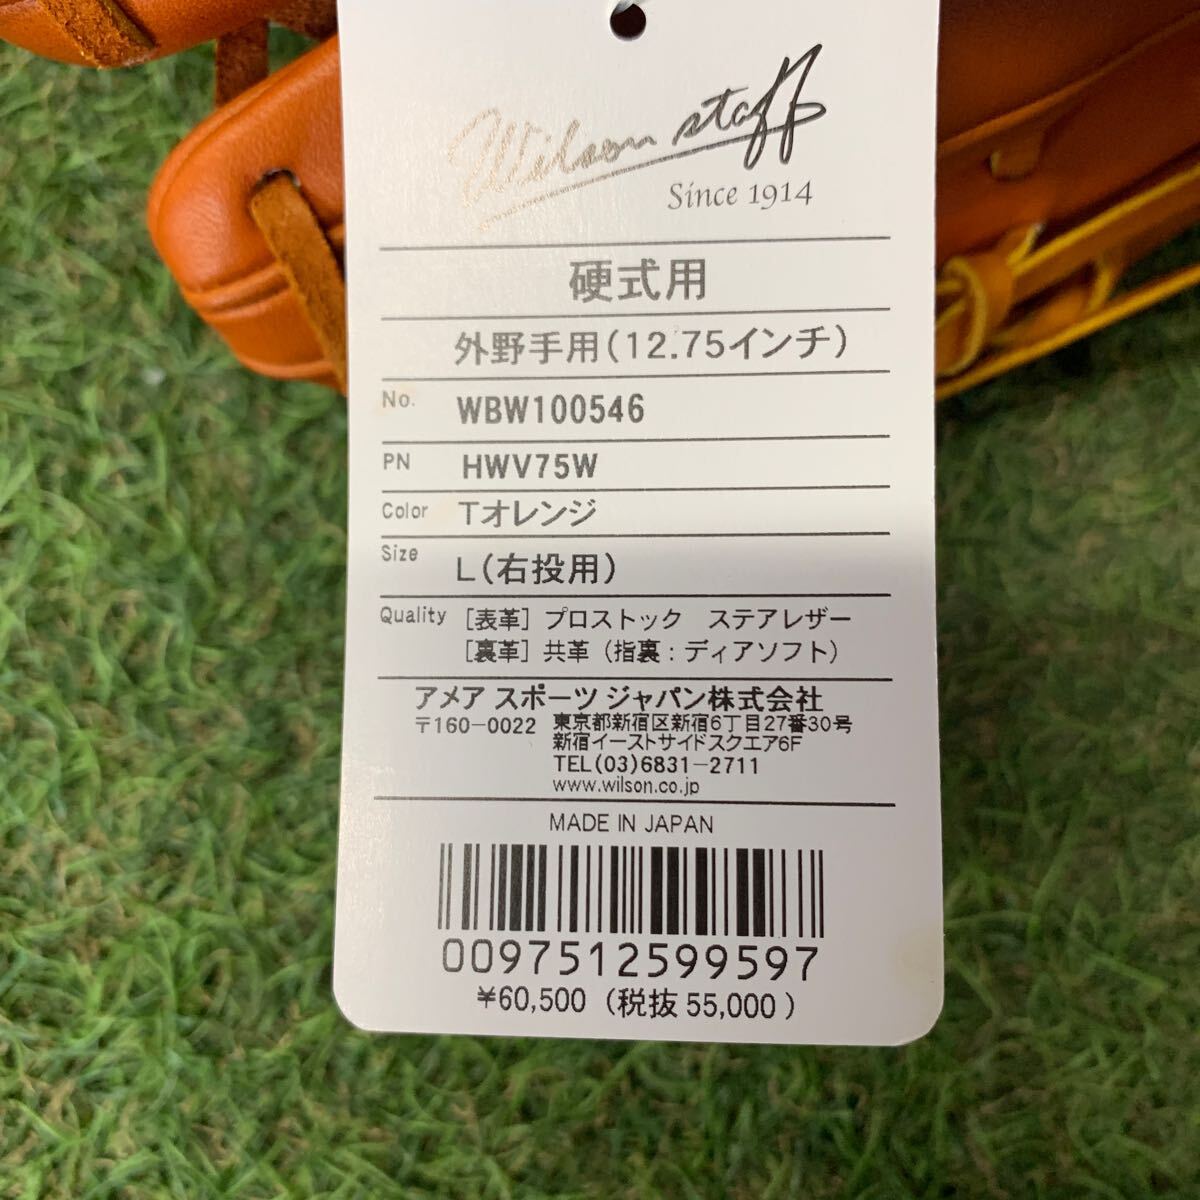 Wilson staff
Since 1914
硬式用
外野手用(12.75インチ)
No. WBW100546
PN HWV75W
Color Tオレンジ
Size L(右投用)
Quality [表革] プロストック ステアレザー
[裏革] 共革 (指裏:ディアソフト)
アメア スポーツ ジャパン株式会社
〒160-0022 東京都新宿区新宿6丁目27番30号
新宿イーストサイドスクエア6F
TEL(03)6831-2711
www.wilson.co.jp
MADE IN JAPAN
0097512599597
¥60,500 (税抜 55,000 )